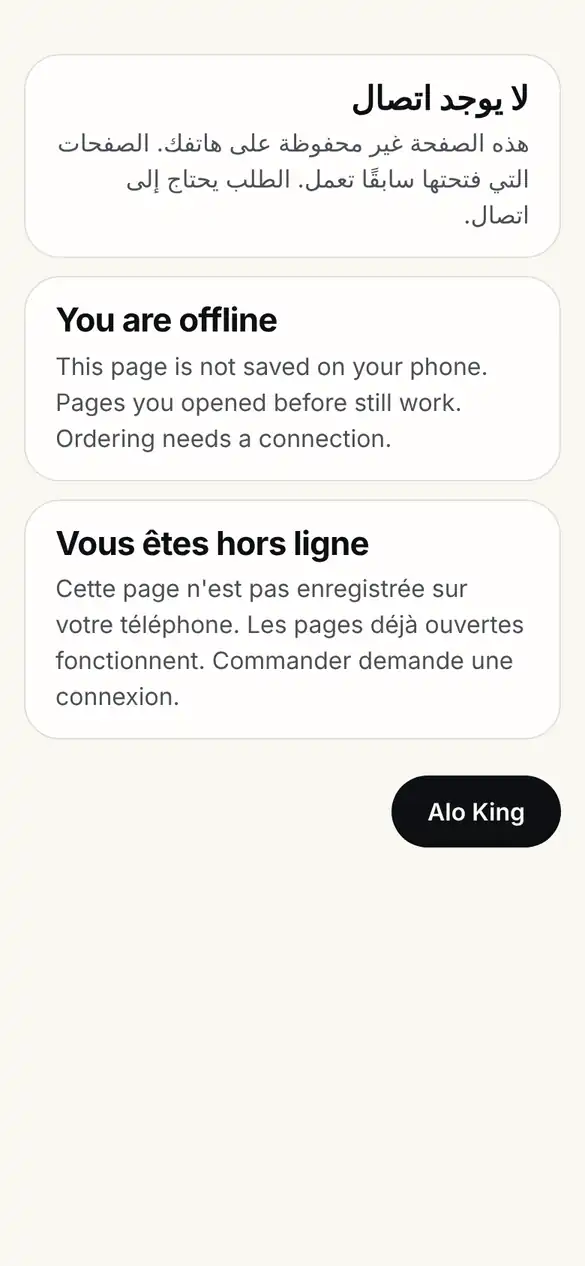 لا يوجد اتصال
هذه الصفحة غير محفوظة على هاتفك. الصفحات
التي فتحتها سابقًا تعمل. الطلب يحتاج إلى
اتصال.
You are offline
This page is not saved on your phone.
Pages you opened before still work.
Ordering needs a connection.
Vous êtes hors ligne
Cette page n'est pas enregistrée sur
votre téléphone. Les pages déjà ouvertes
fonctionnent. Commander demande une
connexion.
Alo King